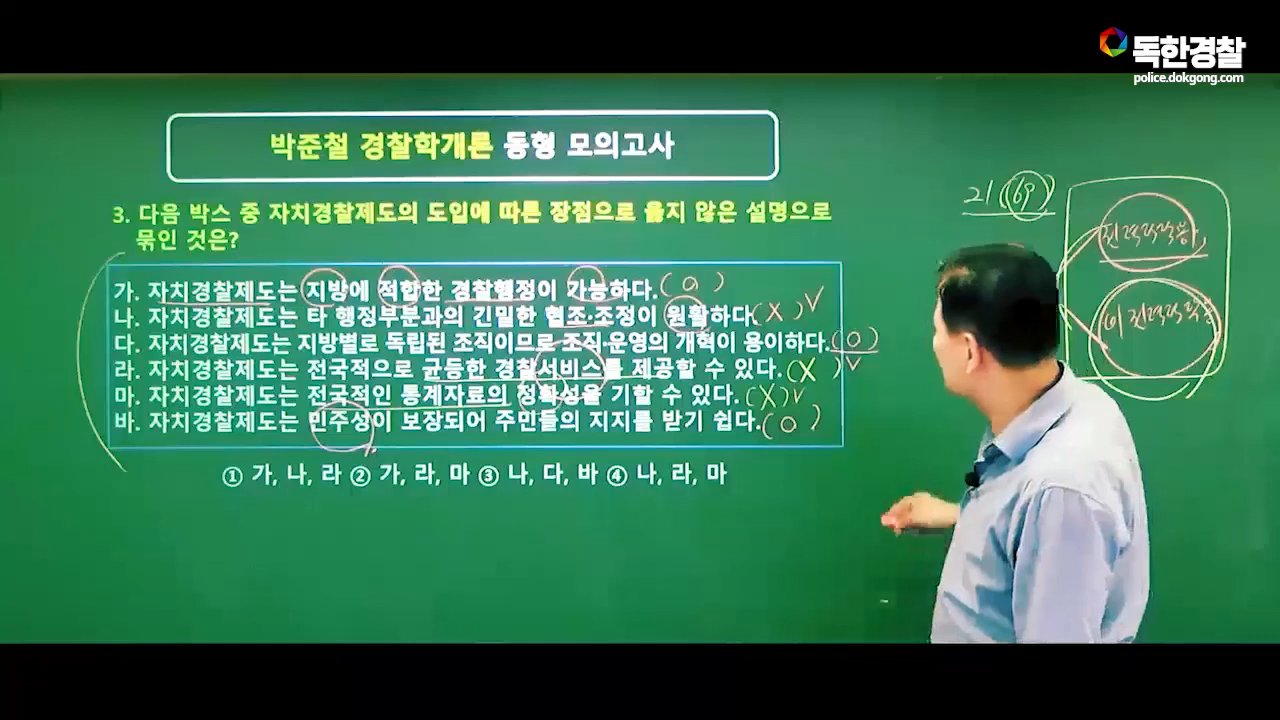 독한경찰
police.dokgong.com
박준철 경찰학개론 동형 모의고사
3. 다음 박스 중 자치경찰제도의 도입에 따른 장점으로 옳지 않은 설명으로
묶인 것은?
가. 자치경찰제도는 지방에 적합한 경찰행정이 가능하다. (O)
나. 자치경찰제도는 타 행정부분과의 긴밀한 협조·조정이 원활하다. (X) V
다. 자치경찰제도는 지방별로 독립된 조직이므로 조직·운영의 개혁이 용이하다. (O)
라. 자치경찰제도는 전국적으로 균등한 경찰서비스를 제공할 수 있다. (X) V
마. 자치경찰제도는 전국적인 통계자료의 정확성을 기할 수 있다. (X) V
바. 자치경찰제도는 민주성이 보장되어 주민들의 지지를 받기 쉽다. (O)
① 가, 나, 라 ② 가, 라, 마 ③ 나, 다, 바 ④ 나, 라, 마
21 (69)